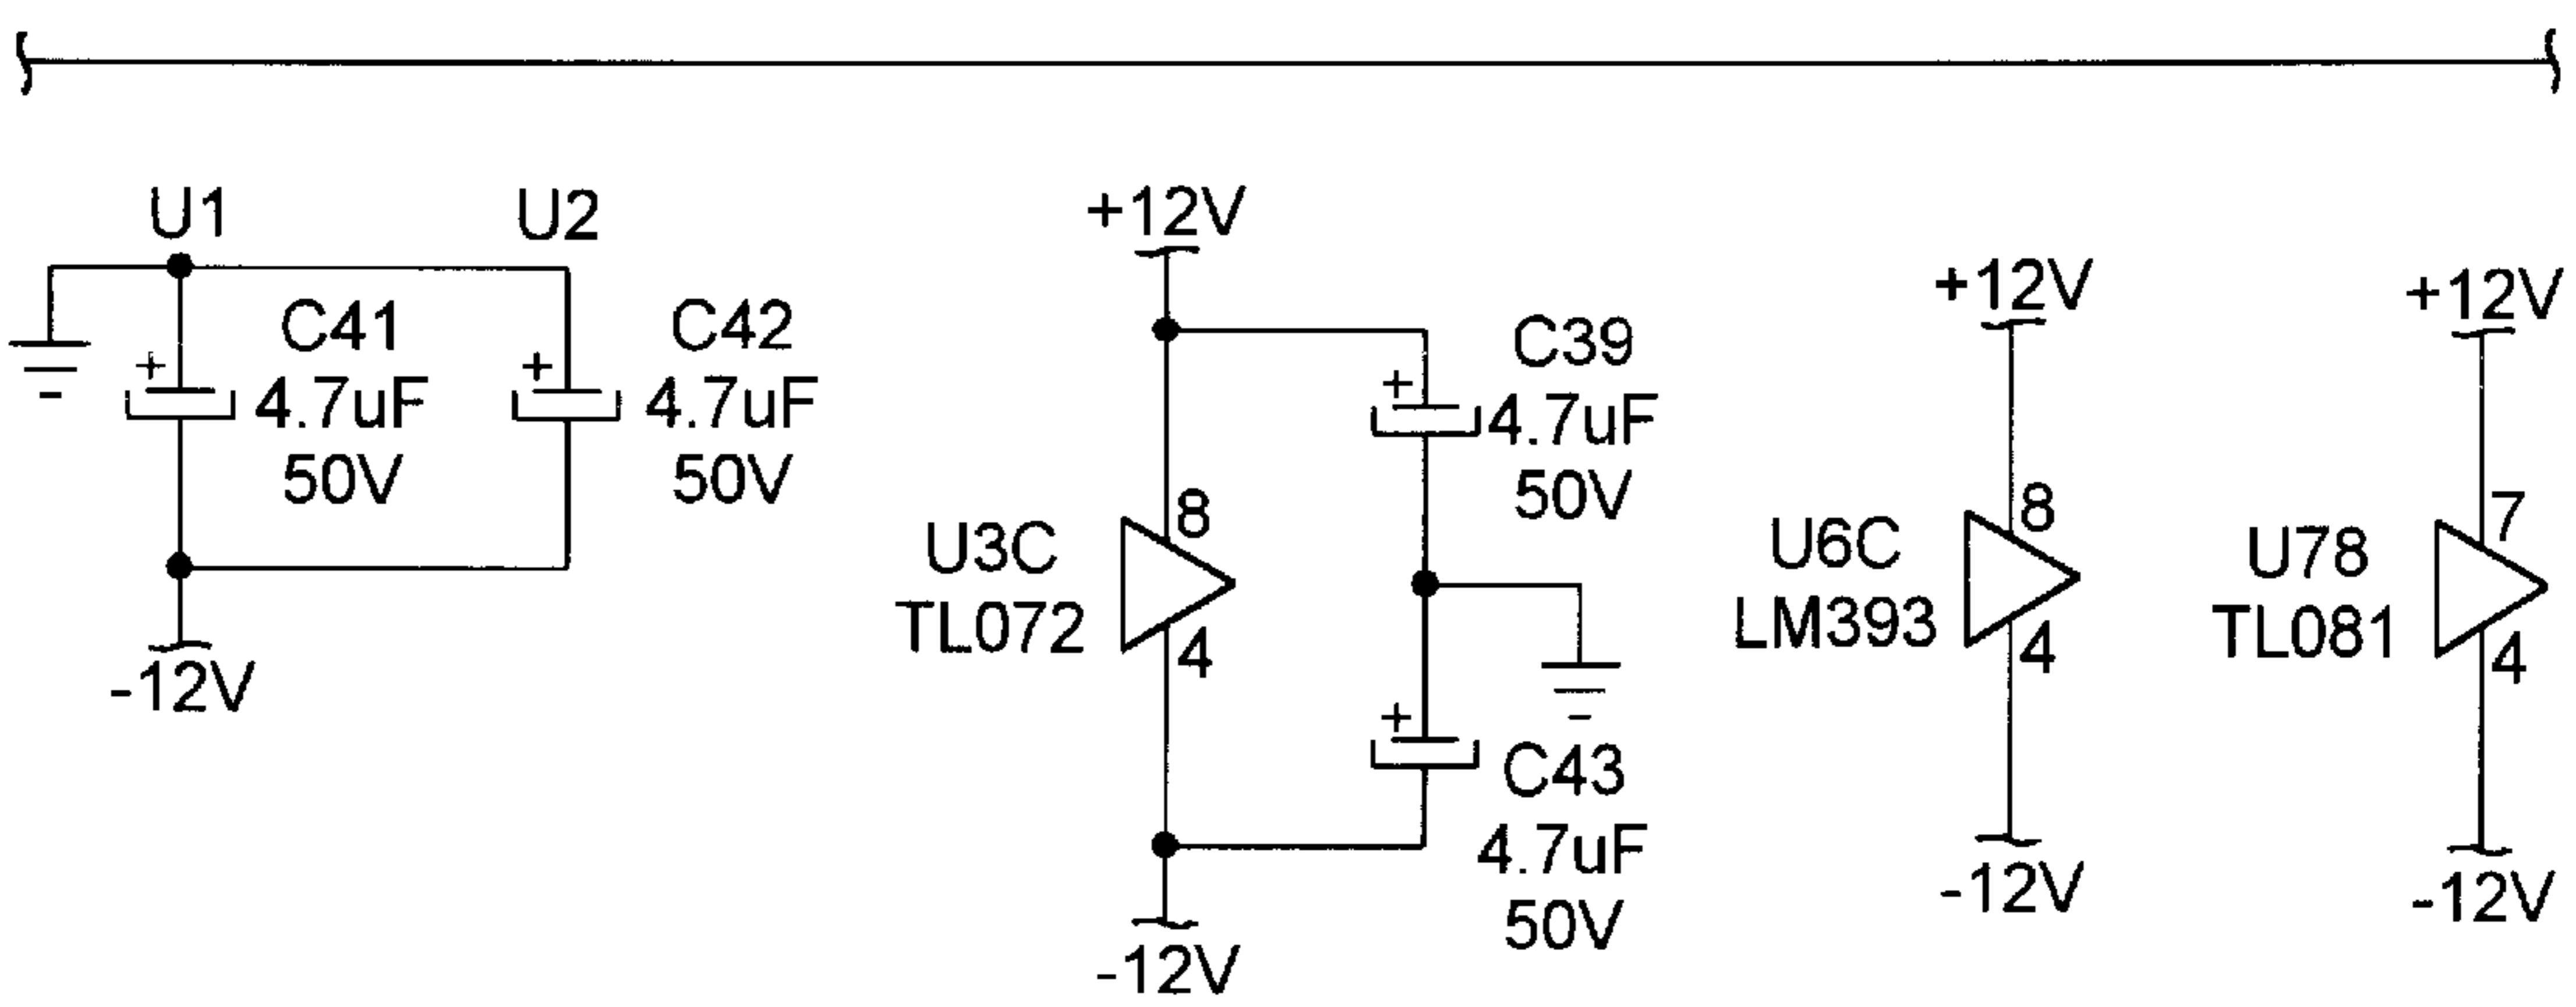 U1
U2
+
C41
4.7uF
50V
+
C42
4.7uF
50V
-12V
+12V
8
U3C
TL072
4
-12V
+
C39
4.7uF
50V
+
C43
4.7uF
50V
+12V
8
U6C
LM393
4
-12V
+12V
7
U78
TL081
4
-12V